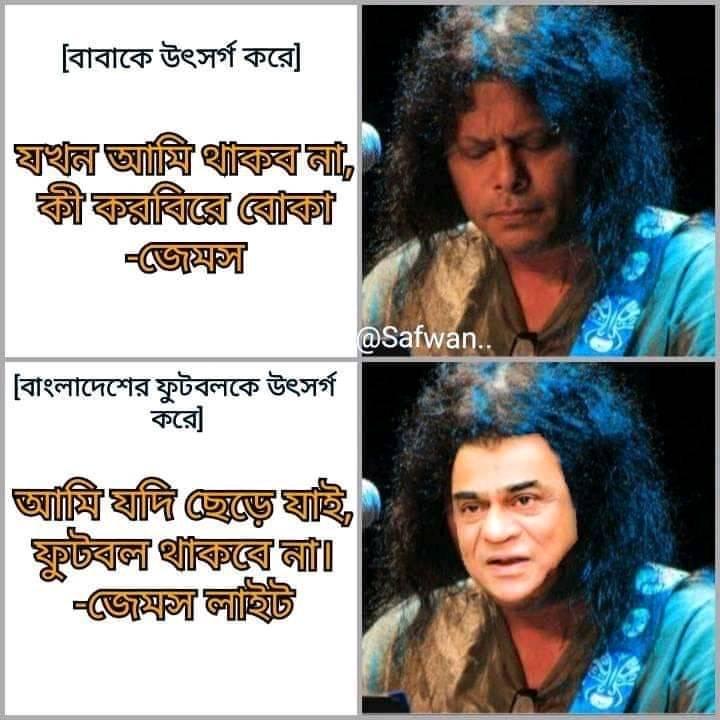 [বাবাকে উৎসর্গ করে]
যখন আমি থাকব না,
কী করবিরে বোকা
-জেমস
@Safwan..
[বাংলাদেশের ফুটবলকে উৎসর্গ
করে]
আমি যদি ছেড়ে যাই,
ফুটবল থাকবে না।
-জেমস লাইট